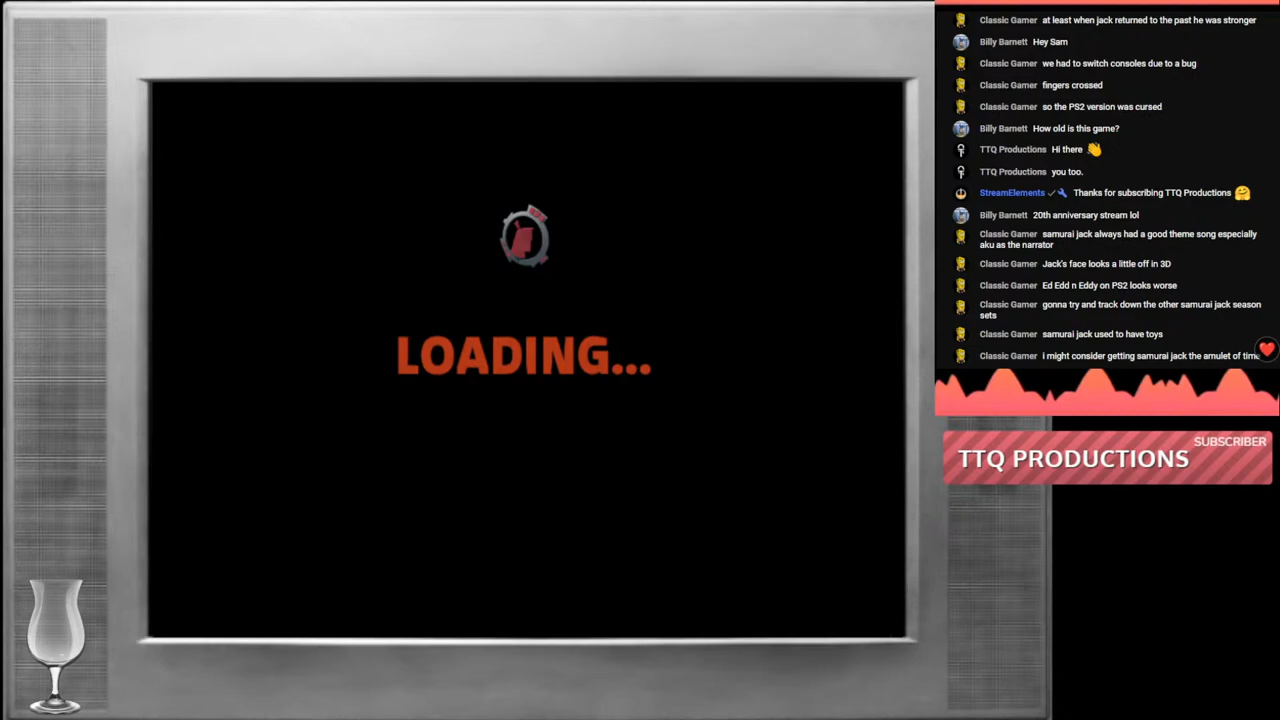 LOADING...
Classic Gamer at least when jack returned to the past he was stronger
Billy Barnett Hey Sam
Classic Gamer we had to switch consoles due to a bug
Classic Gamer fingers crossed
Classic Gamer so the PS2 version was cursed
Billy Barnett How old is this game?
TTQ Productions Hi there 👋
TTQ Productions you too.
StreamElements Thanks for subscribing TTQ Productions 🤗
Billy Barnett 20th anniversary stream lol
Classic Gamer samurai jack always had a good theme song especially
aku as the narrator
Classic Gamer Jack's face looks a little off in 3D
Classic Gamer Ed Edd n Eddy on PS2 looks worse
Classic Gamer gonna try and track down the other samurai jack season
sets
Classic Gamer samurai jack used to have toys
Classic Gamer i might consider getting samurai jack the amulet of time
SUBSCRIBER
TTQ PRODUCTIONS